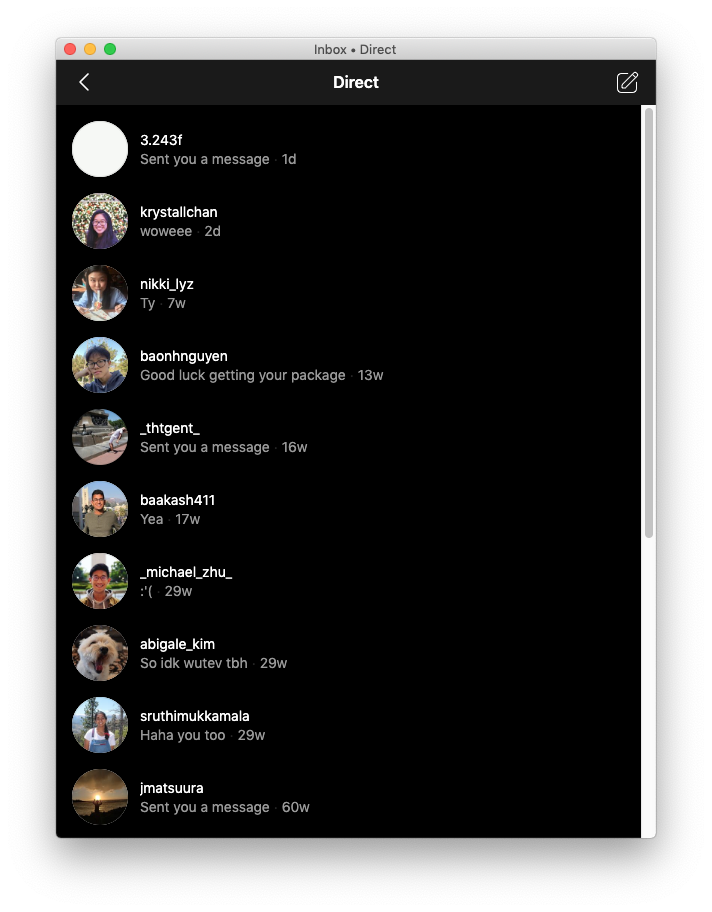 Inbox • Direct
Direct
3.243f
Sent you a message · 1d
krystallchan
woweee · 2d
nikki_lyz
Ty · 7w
baonhnguyen
Good luck getting your package · 13w
_thtgent_
Sent you a message · 16w
baakash411
Yea · 17w
_michael_zhu_
:'( · 29w
abigale_kim
So idk wutev tbh · 29w
sruthimukkamala
Haha you too · 29w
jmatsuura
Sent you a message · 60w